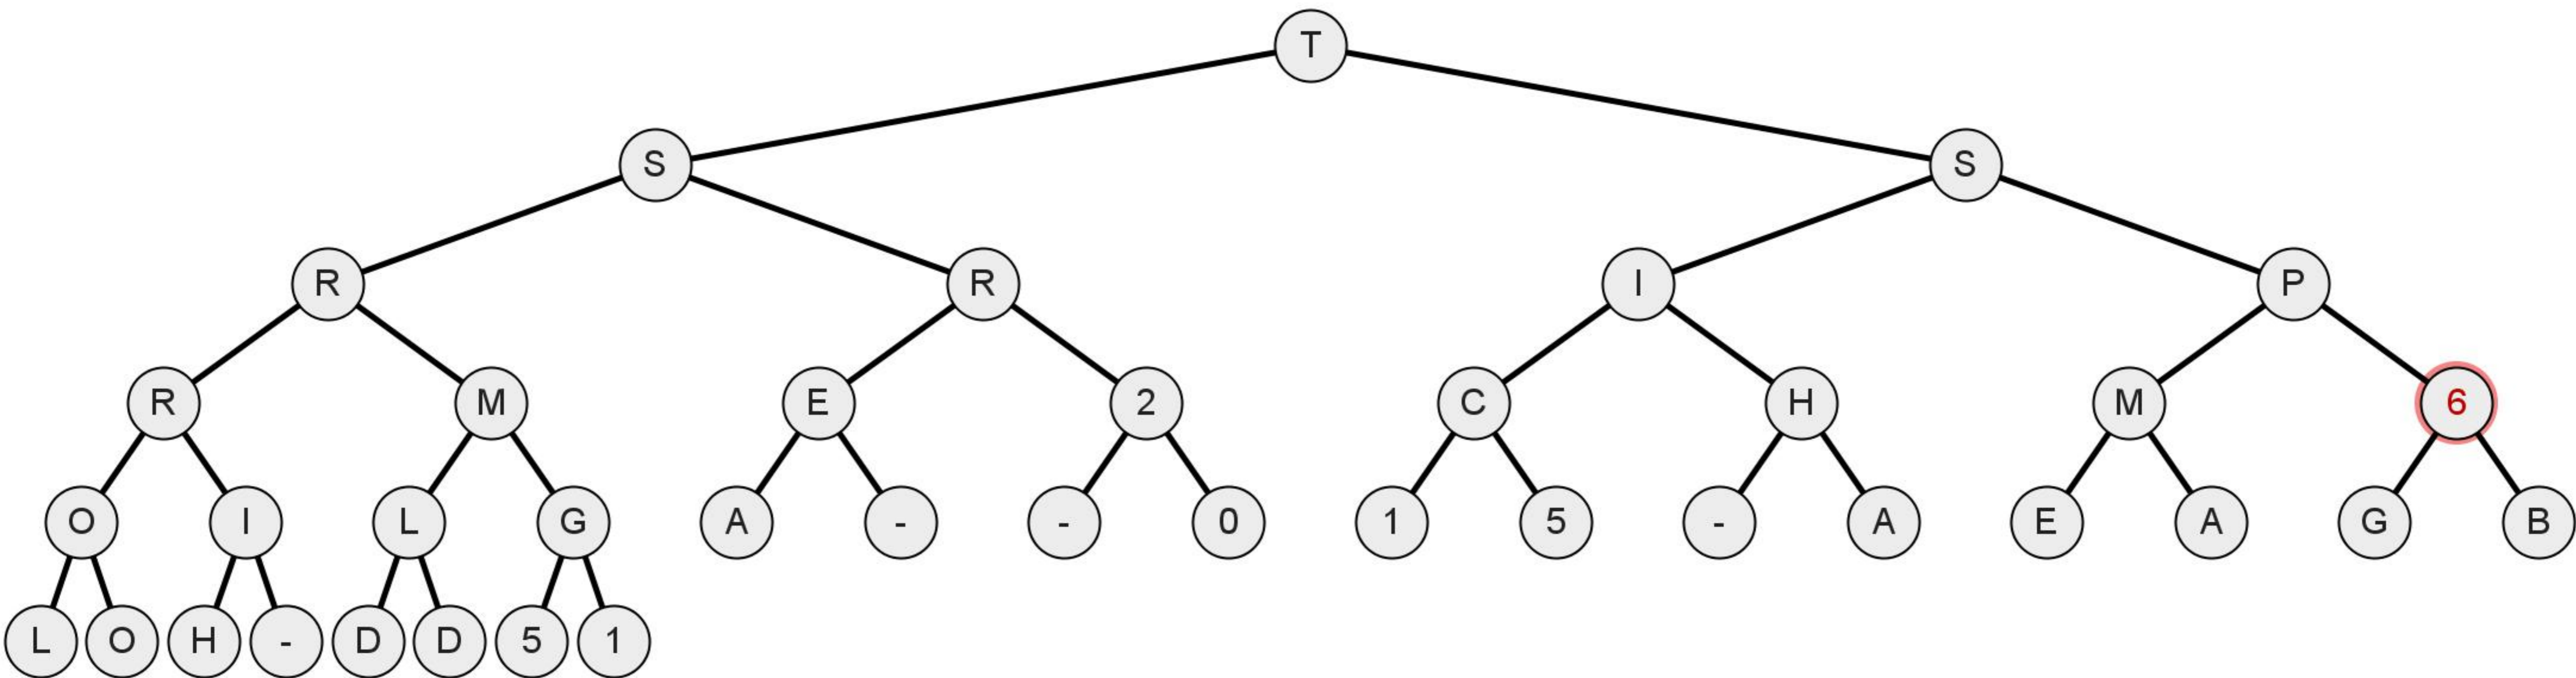 T
S S
R R I P
R M E 2 C H M 6
O I L G A - - 0 1 5 - A E A G B
L O H - D D 5 1